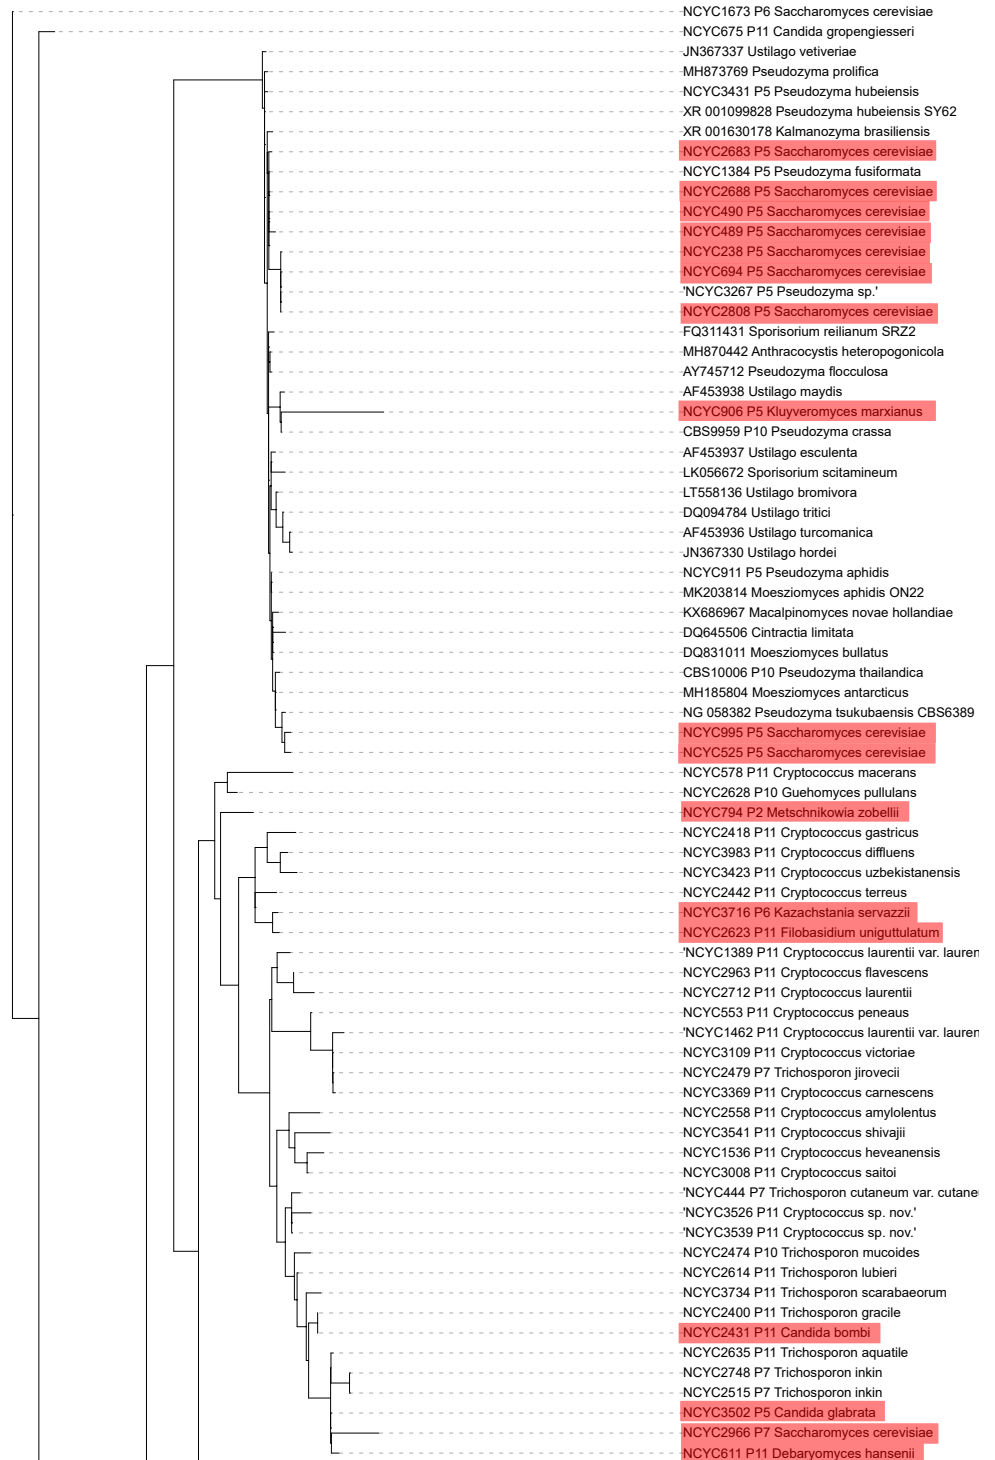 NCYC1673 P6 Saccharomyces cerevisiae
NCYC675 P11 Candida gropengiesseri
JN367337 Ustilago vetiveriae
MH873769 Pseudozyma prolifica
NCYC3431 P5 Pseudozyma hubeiensis
XR 001099828 Pseudozyma hubeiensis SY62
XR 001630178 Kalmanozyma brasiliensis
NCYC2683 P5 Saccharomyces cerevisiae
NCYC1384 P5 Pseudozyma fusiformata
NCYC2688 P5 Saccharomyces cerevisiae
NCYC490 P5 Saccharomyces cerevisiae
NCYC489 P5 Saccharomyces cerevisiae
NCYC238 P5 Saccharomyces cerevisiae
NCYC694 P5 Saccharomyces cerevisiae
'NCYC3267 P5 Pseudozyma sp.'
NCYC2808 P5 Saccharomyces cerevisiae
FQ311431 Sporisorium reilianum SRZ2
MH870442 Anthracocystis heteropogonicola
AY745712 Pseudozyma flocculosa
AF453938 Ustilago maydis
NCYC906 P5 Kluyveromyces marxianus
CBS9959 P10 Pseudozyma crassa
AF453937 Ustilago esculenta
LK056672 Sporisorium scitamineum
LT558136 Ustilago bromivora
DQ094784 Ustilago tritici
AF453936 Ustilago turcomanica
JN367330 Ustilago hordei
NCYC911 P5 Pseudozyma aphidis
MK203814 Moesziomyces aphidis ON22
KX686967 Macalpinomyces novae hollandiae
DQ645506 Cintractia limitata
DQ831011 Moesziomyces bullatus
CBS10006 P10 Pseudozyma thailandica
MH185804 Moesziomyces antarcticus
NG 058382 Pseudozyma tsukubaensis CBS6389
NCYC995 P5 Saccharomyces cerevisiae
NCYC525 P5 Saccharomyces cerevisiae
NCYC578 P11 Cryptococcus macerans
NCYC2628 P10 Guehomyces pullulans
NCYC794 P2 Metschnikowia zobellii
NCYC2418 P11 Cryptococcus gastricus
NCYC3983 P11 Cryptococcus diffluens
NCYC3423 P11 Cryptococcus uzbekistanensis
NCYC2442 P11 Cryptococcus terreus
NCYC3716 P6 Kazachstania servazzii
NCYC2623 P11 Filobasidium uniguttulatum
'NCYC1389 P11 Cryptococcus laurentii var. lauren
NCYC2963 P11 Cryptococcus flavescens
NCYC2712 P11 Cryptococcus laurentii
NCYC553 P11 Cryptococcus peneaus
'NCYC1462 P11 Cryptococcus laurentii var. lauren
NCYC3109 P11 Cryptococcus victoriae
NCYC2479 P7 Trichosporon jirovecii
NCYC3369 P11 Cryptococcus carnescens
NCYC2558 P11 Cryptococcus amylolentus
NCYC3541 P11 Cryptococcus shivajii
NCYC1536 P11 Cryptococcus heveanensis
NCYC3008 P11 Cryptococcus saitoi
'NCYC444 P7 Trichosporon cutaneum var. cutane
'NCYC3526 P11 Cryptococcus sp. nov.'
'NCYC3539 P11 Cryptococcus sp. nov.'
NCYC2474 P10 Trichosporon mucoides
NCYC2614 P11 Trichosporon lubieri
NCYC3734 P11 Trichosporon scarabaeorum
NCYC2400 P11 Trichosporon gracile
NCYC2431 P11 Candida bombi
NCYC2635 P11 Trichosporon aquatile
NCYC2748 P7 Trichosporon inkin
NCYC2515 P7 Trichosporon inkin
NCYC3502 P5 Candida glabrata
NCYC2966 P7 Saccharomyces cerevisiae
NCYC611 P11 Debaryomyces hansenii